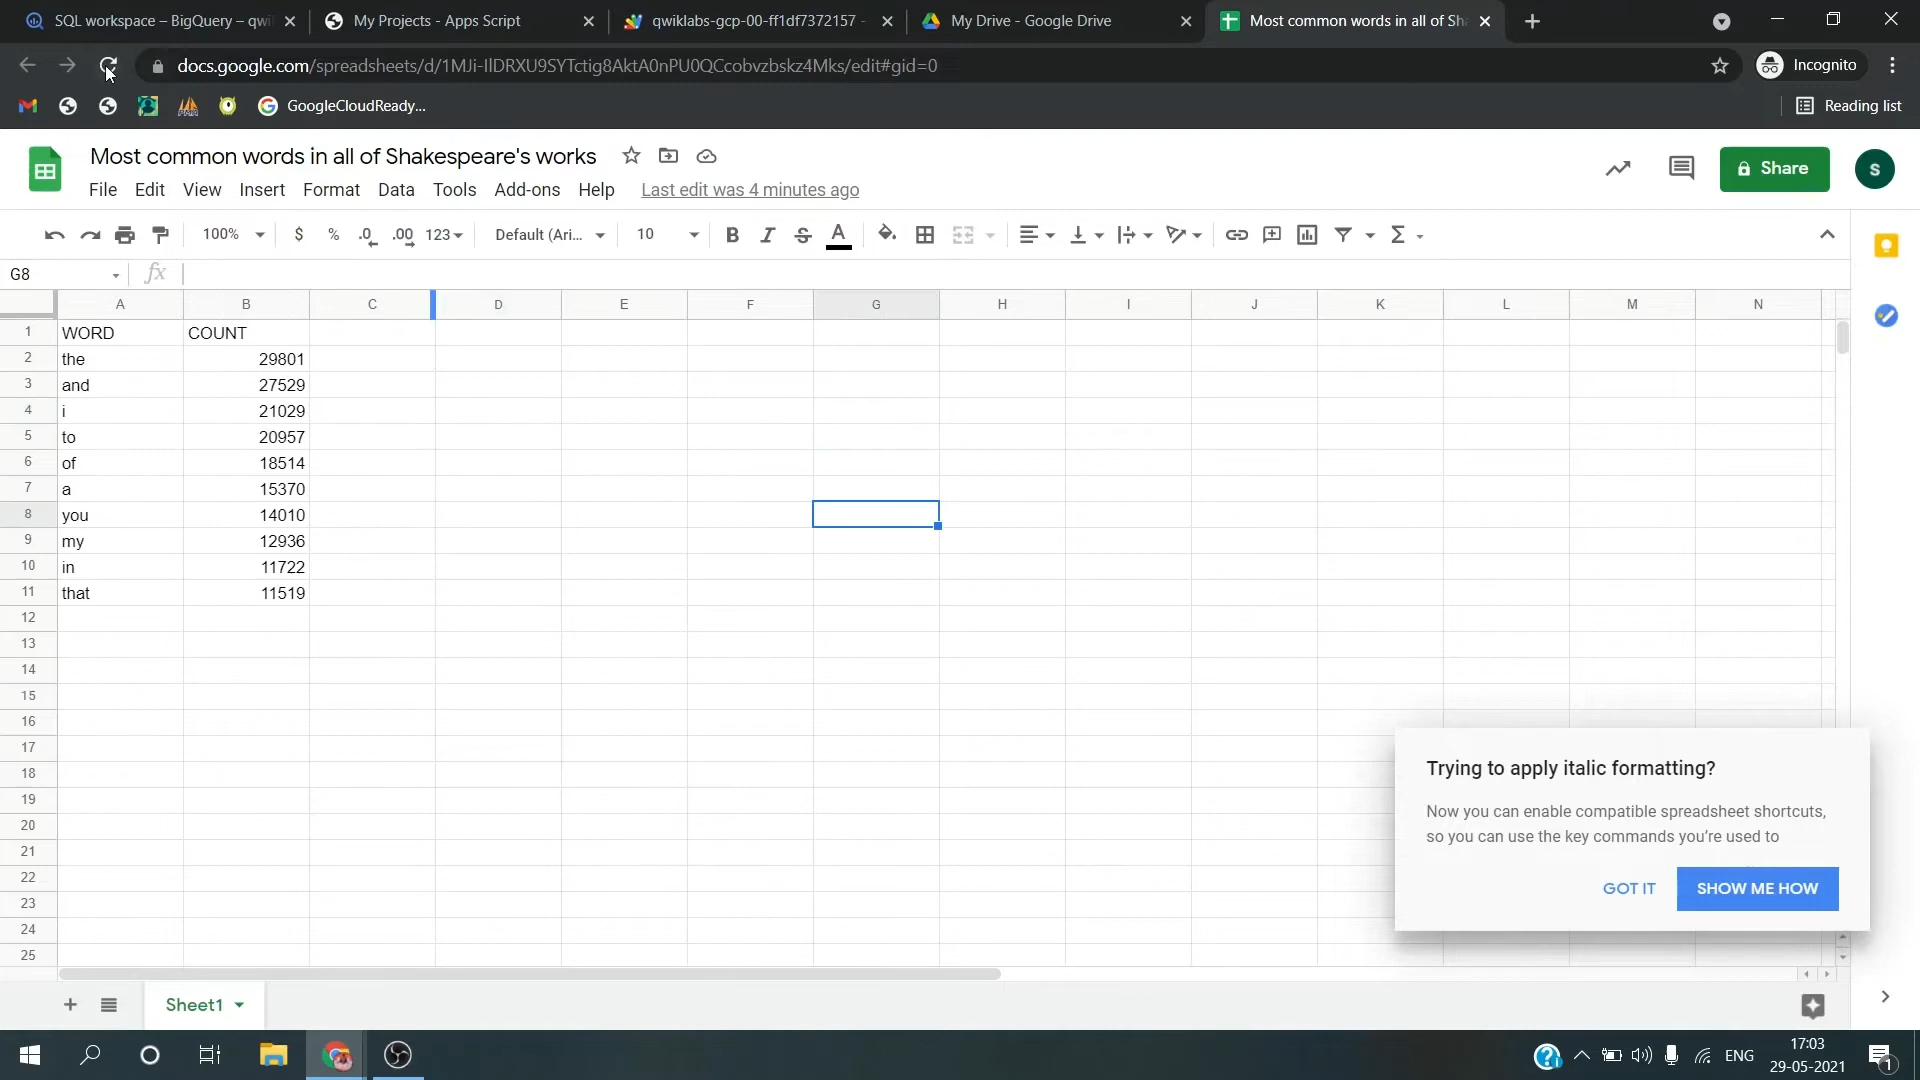 SQL workspace – BigQuery – qwi
My Projects - Apps Script
qwiklabs-gcp-00-ff1df7372157 -
My Drive - Google Drive
Most common words in all of Sha
docs.google.com/spreadsheets/d/1MJi-IlDRXU9SYTctig8AktA0nPU0QCcobvzbskz4Mks/edit#gid=0
Incognito
GoogleCloudReady...
Reading list
Most common words in all of Shakespeare's works
File Edit View Insert Format Data Tools Add-ons Help Last edit was 4 minutes ago
Share
S
100% $ % .0 .00 123 Default (Ari... 10 B I S A
G8 fx
A B C D E F G H I J K L M N
1 WORD COUNT
2 the 29801
3 and 27529
4 i 21029
5 to 20957
6 of 18514
7 a 15370
8 you 14010
9 my 12936
10 in 11722
11 that 11519
12
13
14
15
16
17
18
19
20
21
22
23
24
25
Trying to apply italic formatting?
Now you can enable compatible spreadsheet shortcuts,
so you can use the key commands you're used to
GOT IT SHOW ME HOW
Sheet1
ENG
17:03
29-05-2021
1